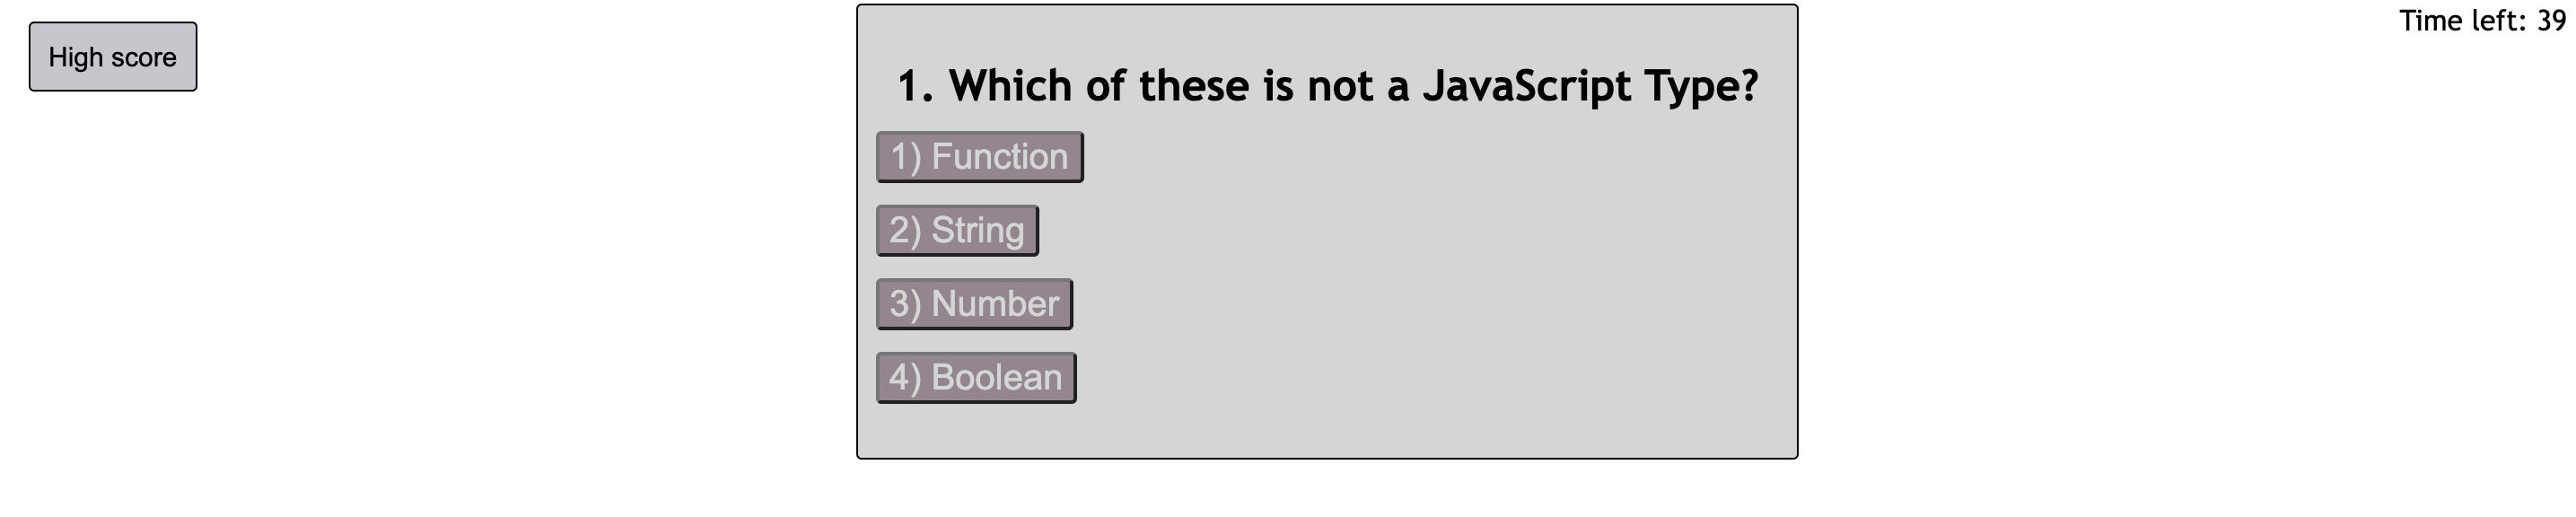 High score
Time left: 39
1. Which of these is not a JavaScript Type?
1) Function
2) String
3) Number
4) Boolean